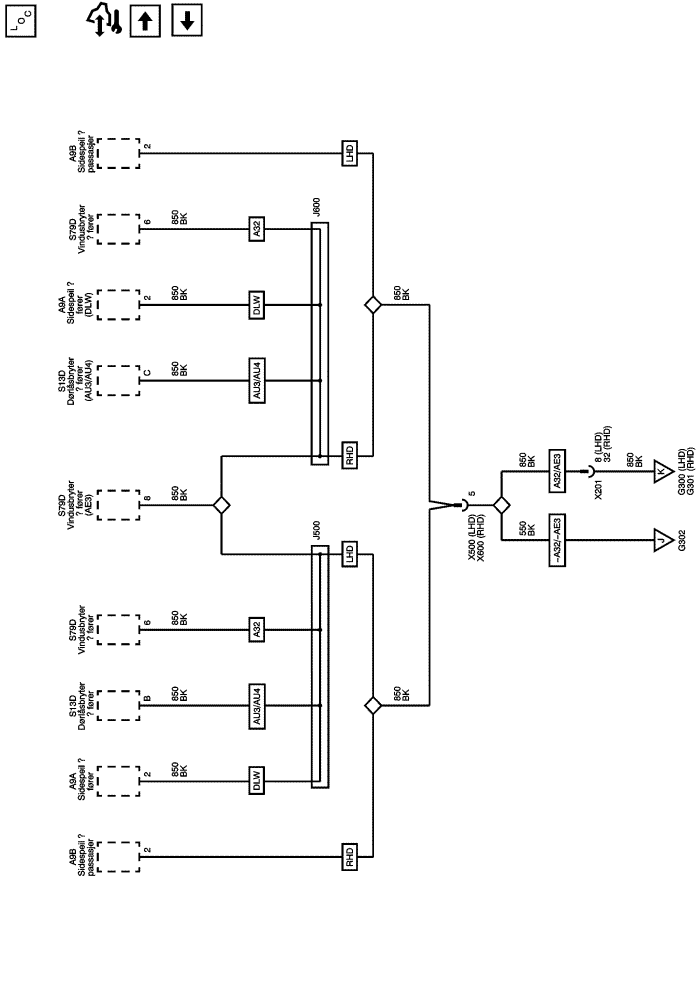 LOC
A9B
Sidespeil ?
passasjer
2
LHD
S79D
Vindusbryter
? fører
6
850
BK
A32
J600
A9A
Sidespeil ?
fører
(DLW)
2
850
BK
DLW
850
BK
S13D
Dørlåsbryter
? fører
(AU3/AU4)
C
850
BK
AU3/AU4
RHD
S79D
Vindusbryter
? fører
(AE3)
8
850
BK
J500
LHD
S79D
Vindusbryter
? fører
6
850
BK
A32
S13D
Dørlåsbryter
? fører
B
850
BK
AU3/AU4
850
BK
A9A
Sidespeil ?
fører
2
850
BK
DLW
A9B
Sidespeil ?
passasjer
2
RHD
5
X500 (LHD)
X600 (RHD)
850
BK
A32/AE3
8 (LHD)
32 (RHD)
X201
850
BK
K
G300 (LHD)
G301 (RHD)
550
BK
~A32/~AE3
J
G302